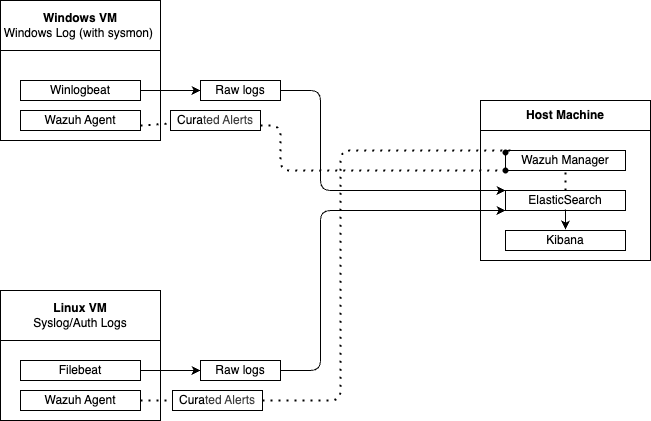 Windows VM
Windows Log (with sysmon)
Winlogbeat
Raw logs
Wazuh Agent
Curated Alerts
Host Machine
Wazuh Manager
ElasticSearch
Kibana
Linux VM
Syslog/Auth Logs
Filebeat
Raw logs
Wazuh Agent
Curated Alerts